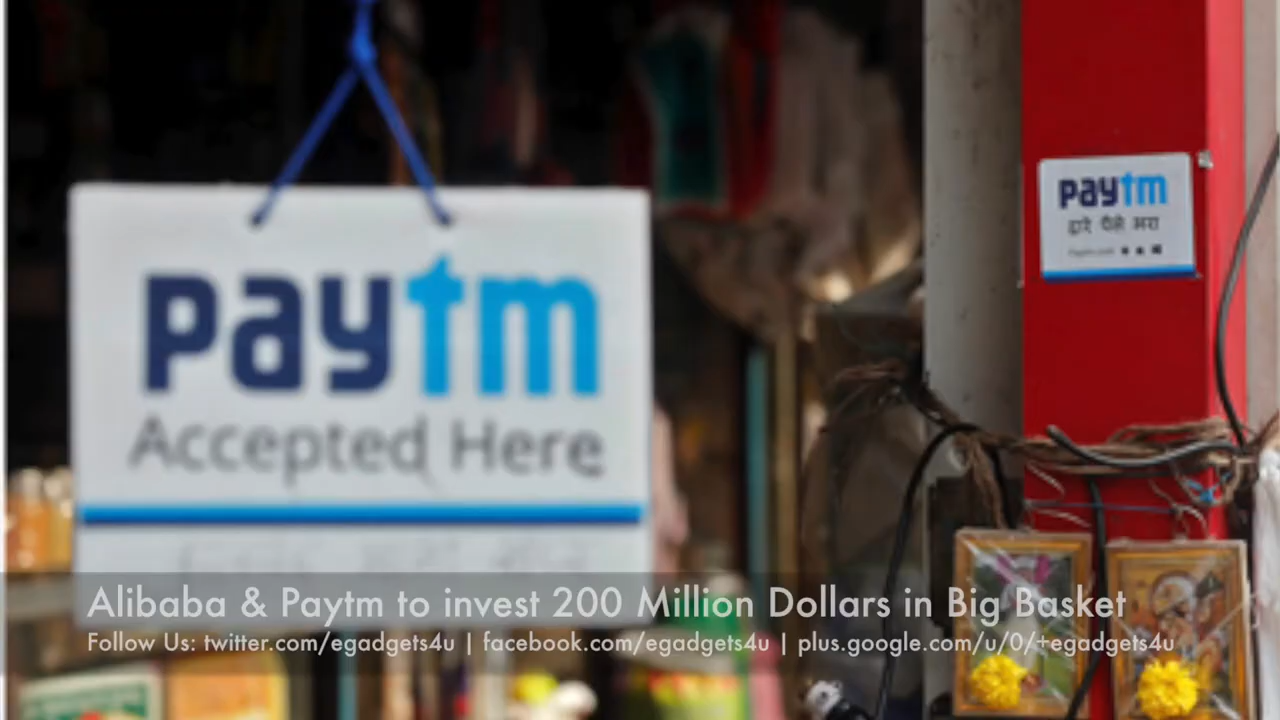 paytm
Accepted Here
paytm
द्वारे पैसे भरा
Alibaba & Paytm to invest 200 Million Dollars in Big Basket
Follow Us: twitter.com/egadgets4u | facebook.com/egadgets4u | plus.google.com/u/0/+egadgets4u